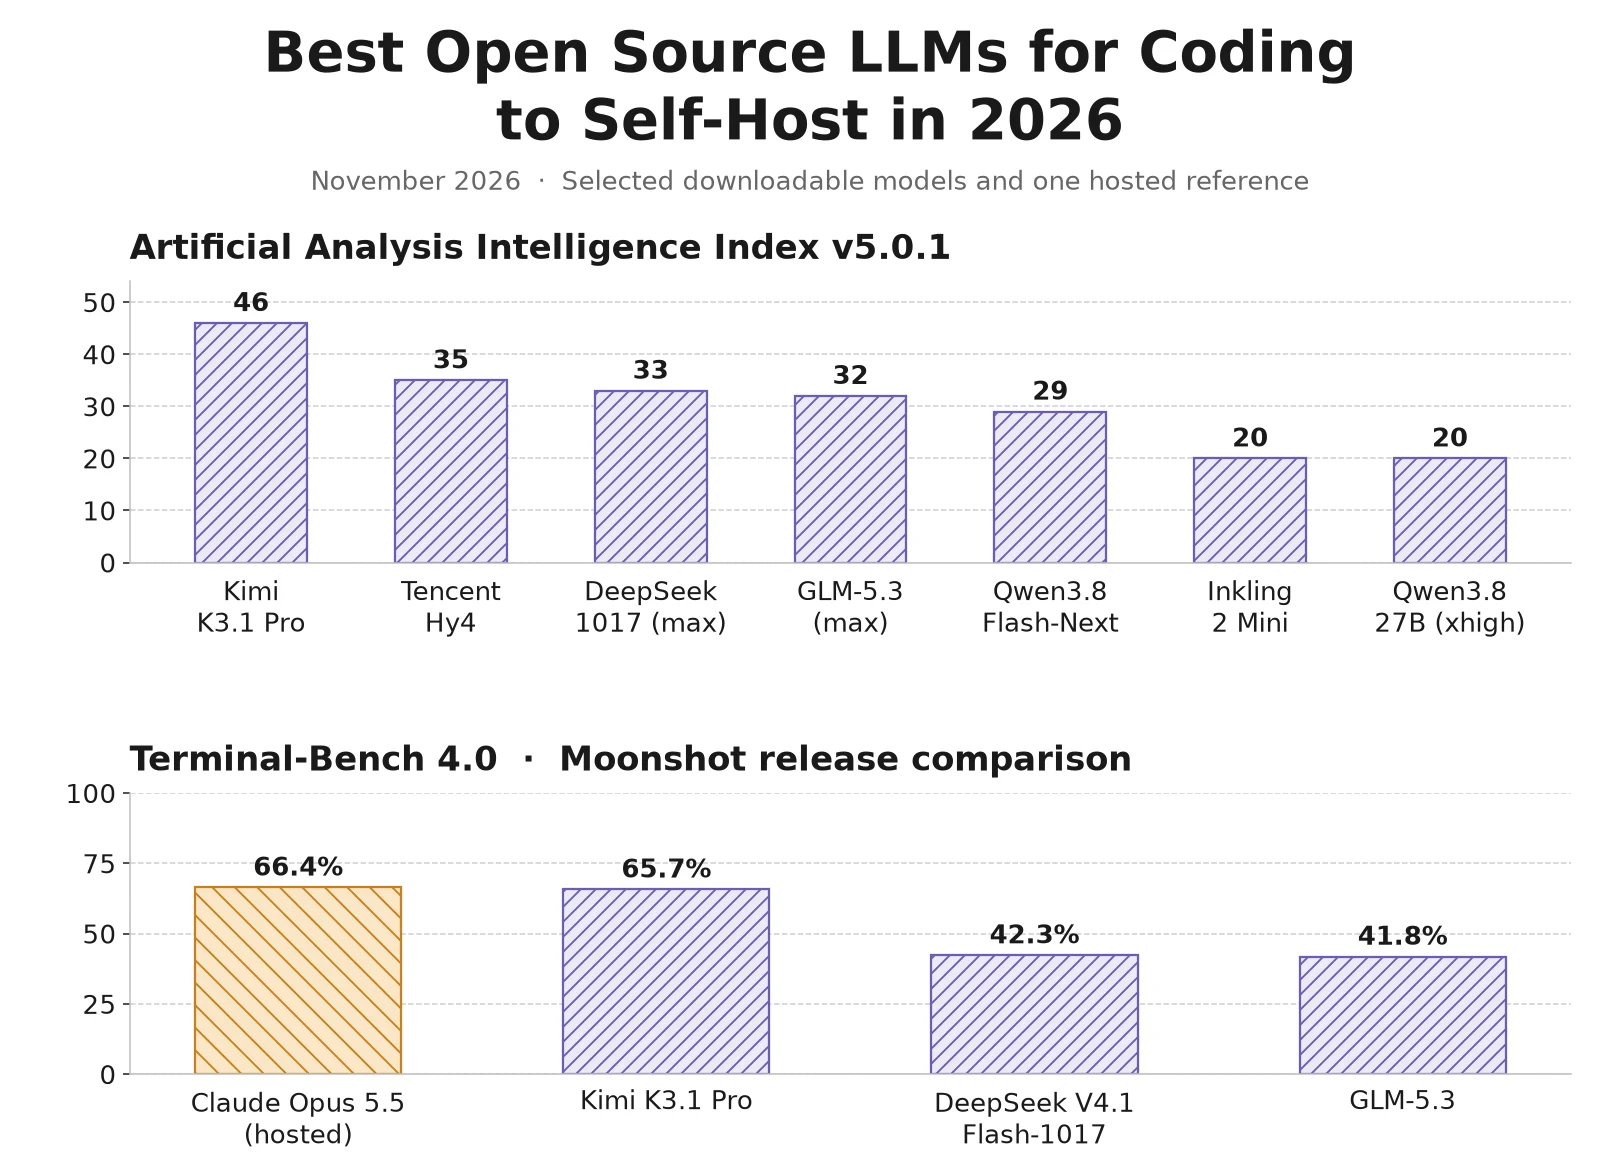 Best Open Source LLMs for Coding
to Self-Host in 2026
November 2026 · Selected downloadable models and one hosted reference
Artificial Analysis Intelligence Index v5.0.1
50
40
30
20
10
0
46
35
33
32
29
20
20
Kimi
K3.1 Pro
Tencent
Hy4
DeepSeek
1017 (max)
GLM-5.3
(max)
Qwen3.8
Flash-Next
Inkling
2 Mini
Qwen3.8
27B (xhigh)
Terminal-Bench 4.0 · Moonshot release comparison
100
75
50
25
0
66.4%
65.7%
42.3%
41.8%
Claude Opus 5.5
(hosted)
Kimi K3.1 Pro
DeepSeek V4.1
Flash-1017
GLM-5.3